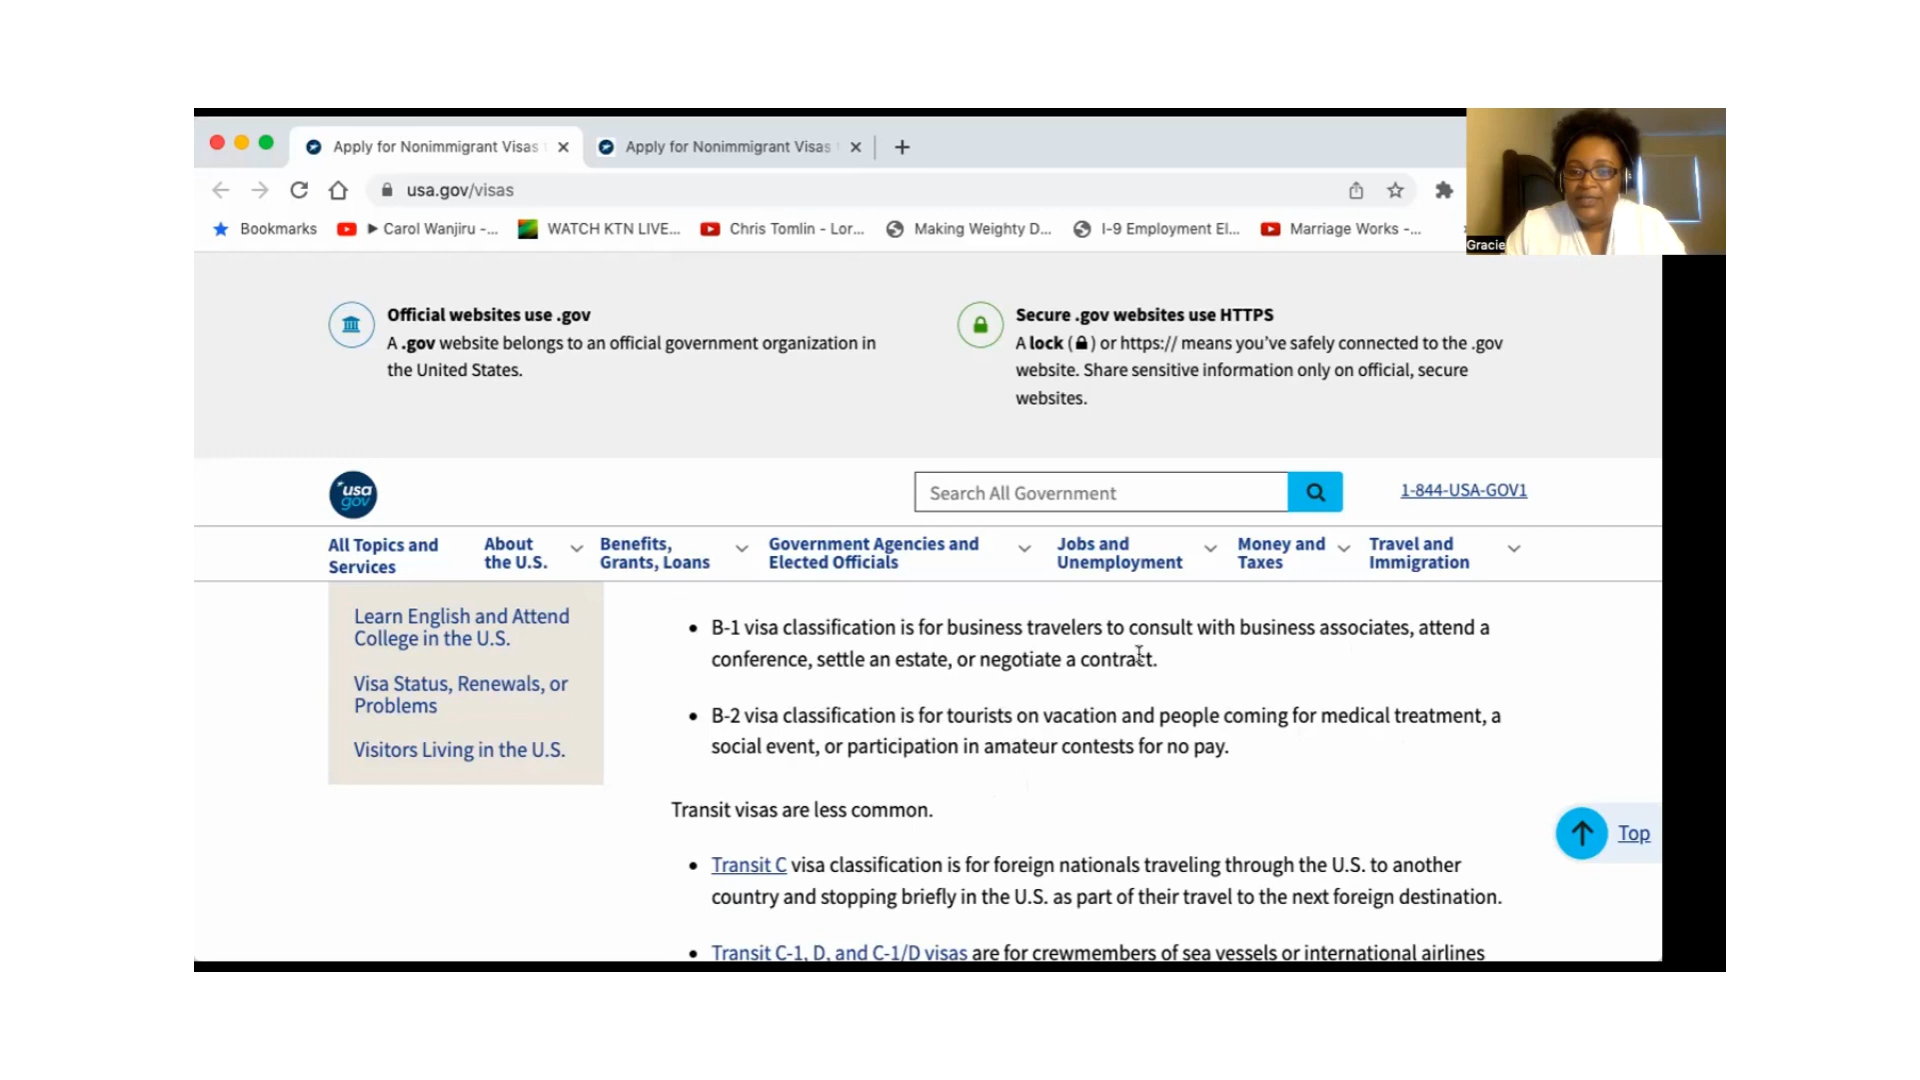 Apply for Nonimmigrant Visas
Apply for Nonimmigrant Visas
usa.gov/visas
Bookmarks
Carol Wanjiru -...
WATCH KTN LIVE...
Chris Tomlin - Lor...
Making Weighty D...
I-9 Employment El...
Marriage Works -...
Gracie
Official websites use .gov
A .gov website belongs to an official government organization in
the United States.
Secure .gov websites use HTTPS
A lock ( ) or https:// means you've safely connected to the .gov
website. Share sensitive information only on official, secure
websites.
usa
gov
Search All Government
1-844-USA-GOV1
All Topics and
Services
About
the U.S.
Benefits,
Grants, Loans
Government Agencies and
Elected Officials
Jobs and
Unemployment
Money and
Taxes
Travel and
Immigration
Learn English and Attend
College in the U.S.
Visa Status, Renewals, or
Problems
Visitors Living in the U.S.
• B-1 visa classification is for business travelers to consult with business associates, attend a
conference, settle an estate, or negotiate a contract.
• B-2 visa classification is for tourists on vacation and people coming for medical treatment, a
social event, or participation in amateur contests for no pay.
Transit visas are less common.
• Transit C visa classification is for foreign nationals traveling through the U.S. to another
country and stopping briefly in the U.S. as part of their travel to the next foreign destination.
• Transit C-1, D, and C-1/D visas are for crewmembers of sea vessels or international airlines
Top